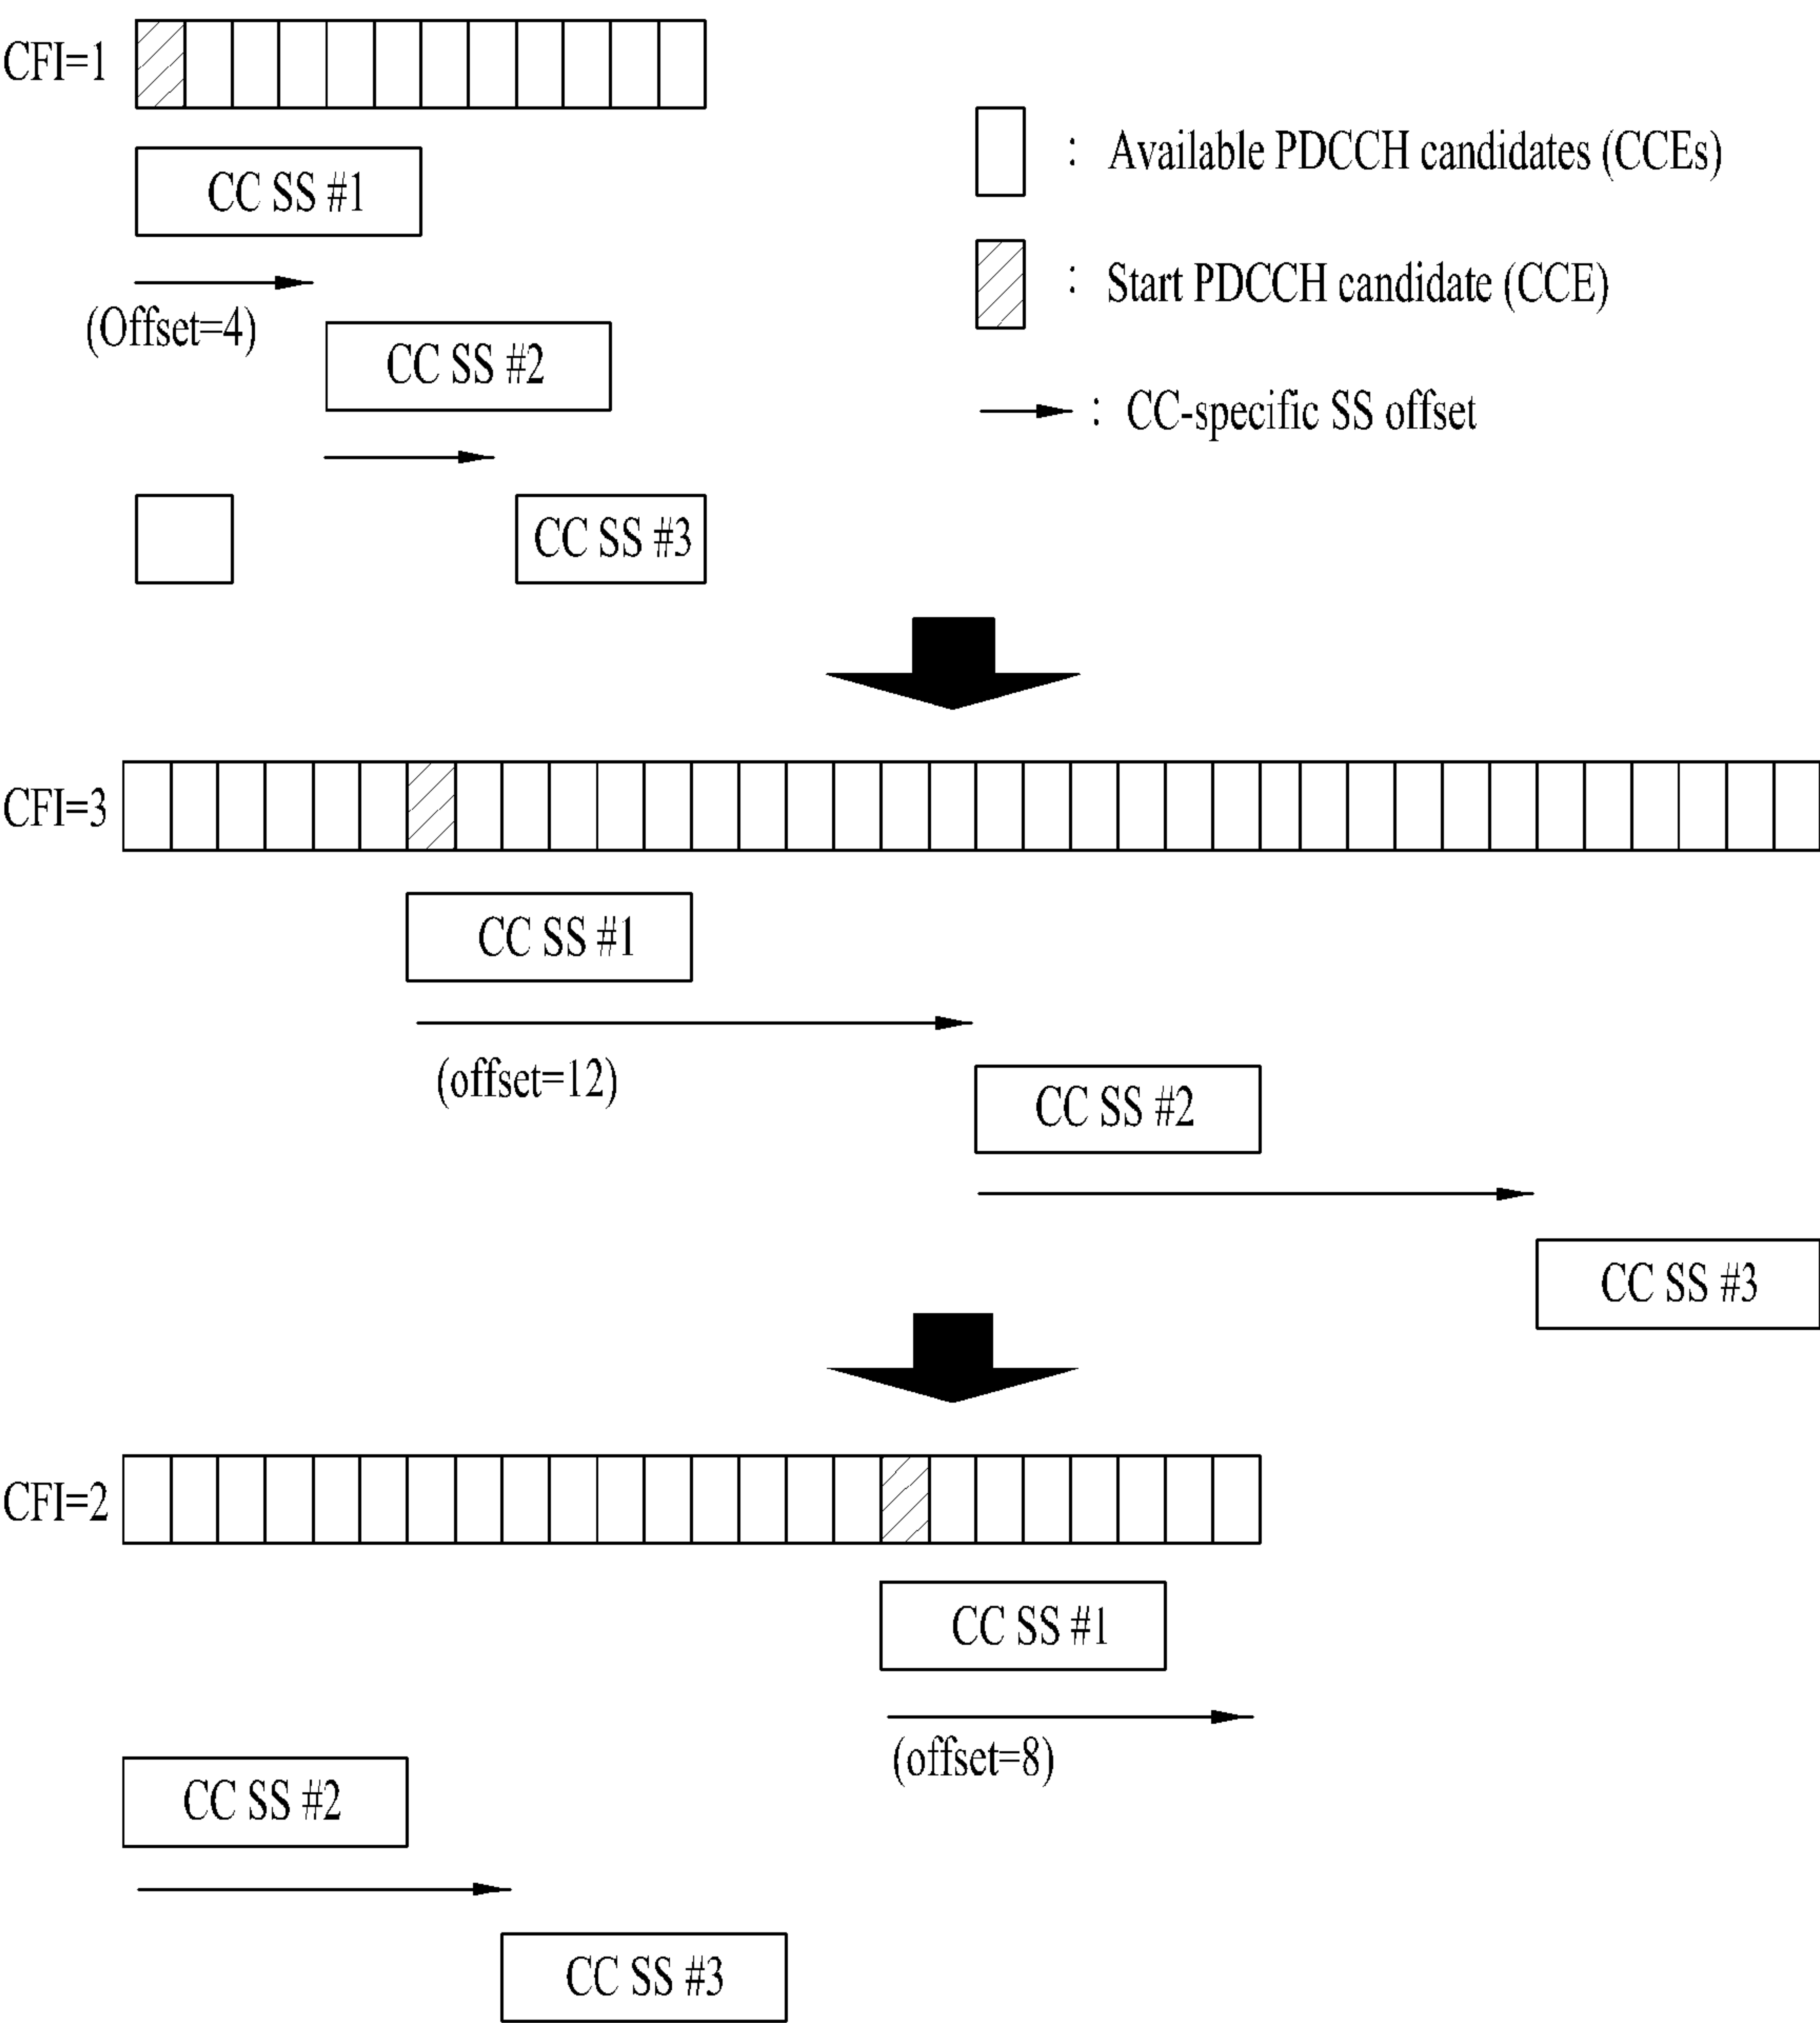 CFI=1
: Available PDCCH candidates (CCEs)
CC SS #1
: Start PDCCH candidate (CCE)
(Offset=4)
CC SS #2
: CC-specific SS offset
CC SS #3
CFI=3
CC SS #1
(offset=12)
CC SS #2
CC SS #3
CFI=2
CC SS #1
(offset=8)
CC SS #2
CC SS #3